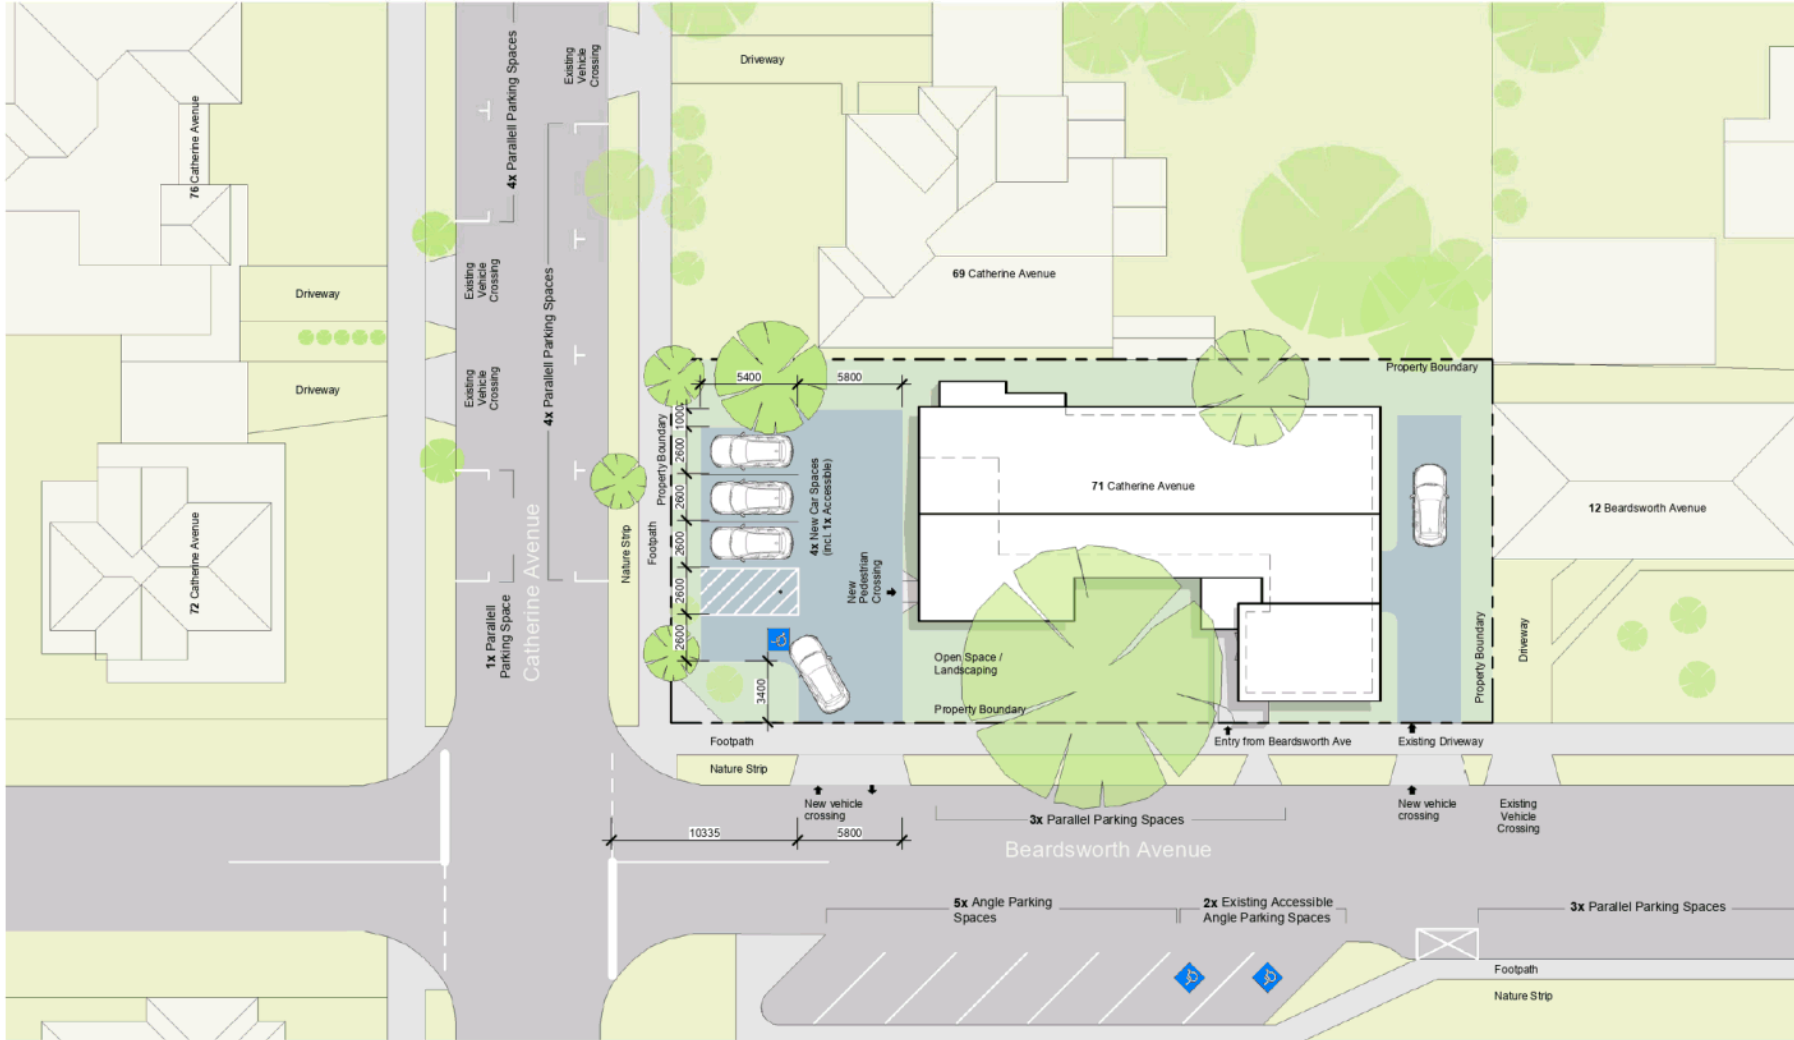 4x Parallell Parking Spaces
Existing
Vehicle
Crossing
Driveway
76 Catherine Avenue
4x Parallell Parking Spaces
69 Catherine Avenue
Existing
Vehicle
Crossing
Driveway
Existing
Vehicle
Crossing
Driveway
Property Boundary
5400
5800
1000
2600
2600
2600
2600
2600
3400
Property Boundary
4x New Car Spaces
(incl. 1x Accessible)
71 Catherine Avenue
12 Beardsworth Avenue
72 Catherine Avenue
Catherine Avenue
Nature Strip
Footpath
New
Pedestrian
Crossing
1x Parallell
Parking Space
Open Space /
Landscaping
Property Boundary
Property Boundary
Driveway
Footpath
Entry from Beardsworth Ave
Existing Driveway
Nature Strip
New vehicle
crossing
3x Parallel Parking Spaces
New vehicle
crossing
Existing
Vehicle
Crossing
10335
5800
Beardsworth Avenue
5x Angle Parking
Spaces
2x Existing Accessible
Angle Parking Spaces
3x Parallel Parking Spaces
Footpath
Nature Strip